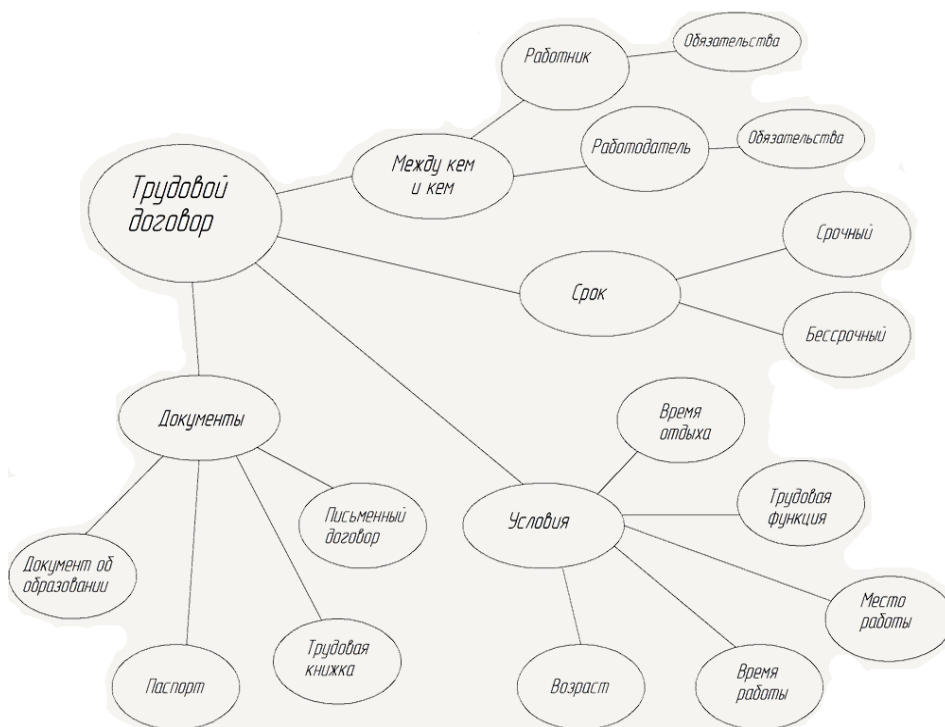 Работник
Обязательства
Работодатель
Обязательства
Между кем
и кем
Трудовой
договор
Срочный
Срок
Бессрочный
Документы
Время
отдыха
Трудовая
функция
Письменный
договор
Условия
Документ об
образовании
Место
работы
Трудовая
книжка
Паспорт
Возраст
Время
работы